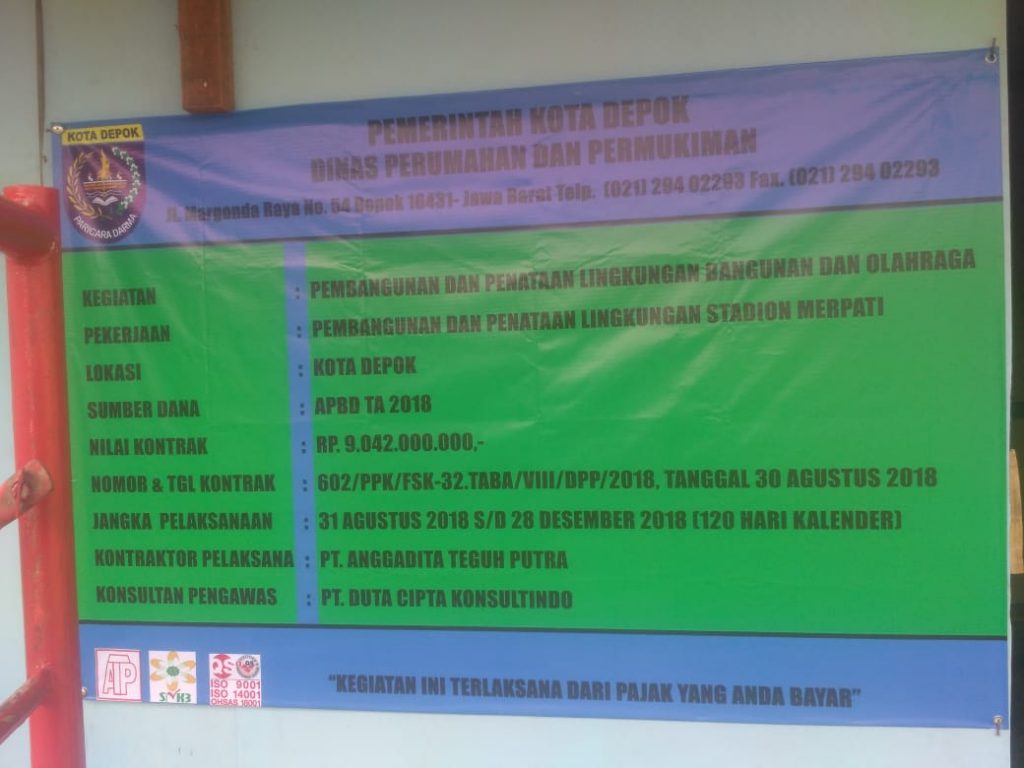 KOTA DEPOK
PARICARA DARMA
PEMERINTAH KOTA DEPOK
DINAS PERUMAHAN DAN PERMUKIMAN
Jl. Margonda Raya No. 54 Depok 16431- Jawa Barat Telp. (021) 294 02293 Fax. (021) 294 02293
KEGIATAN : PEMBANGUNAN DAN PENATAAN LINGKUNGAN BANGUNAN DAN OLAHRAGA
PEKERJAAN : PEMBANGUNAN DAN PENATAAN LINGKUNGAN STADION MERPATI
LOKASI : KOTA DEPOK
SUMBER DANA : APBD TA 2018
NILAI KONTRAK : RP. 9.042.000.000,-
NOMOR & TGL KONTRAK : 602/PPK/FSK-32.TABA/VIII/DPP/2018, TANGGAL 30 AGUSTUS 2018
JANGKA PELAKSANAAN : 31 AGUSTUS 2018 S/D 28 DESEMBER 2018 (120 HARI KALENDER)
KONTRAKTOR PELAKSANA : PT. ANGGADITA TEGUH PUTRA
KONSULTAN PENGAWAS : PT. DUTA CIPTA KONSULTINDO
ATP
SMK3
QS
ISO 9001
ISO 14001
OHSAS 18001
"KEGIATAN INI TERLAKSANA DARI PAJAK YANG ANDA BAYAR"